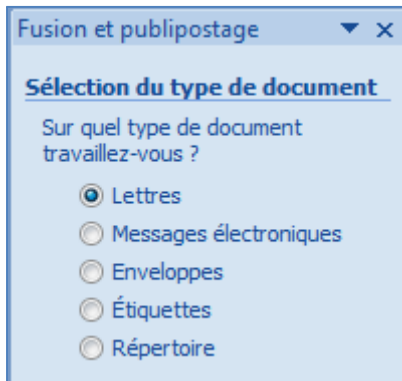 Fusion et publipostage
Sélection du type de document
Sur quel type de document
travaillez-vous ?
Lettres
Messages électroniques
Enveloppes
Étiquettes
Répertoire